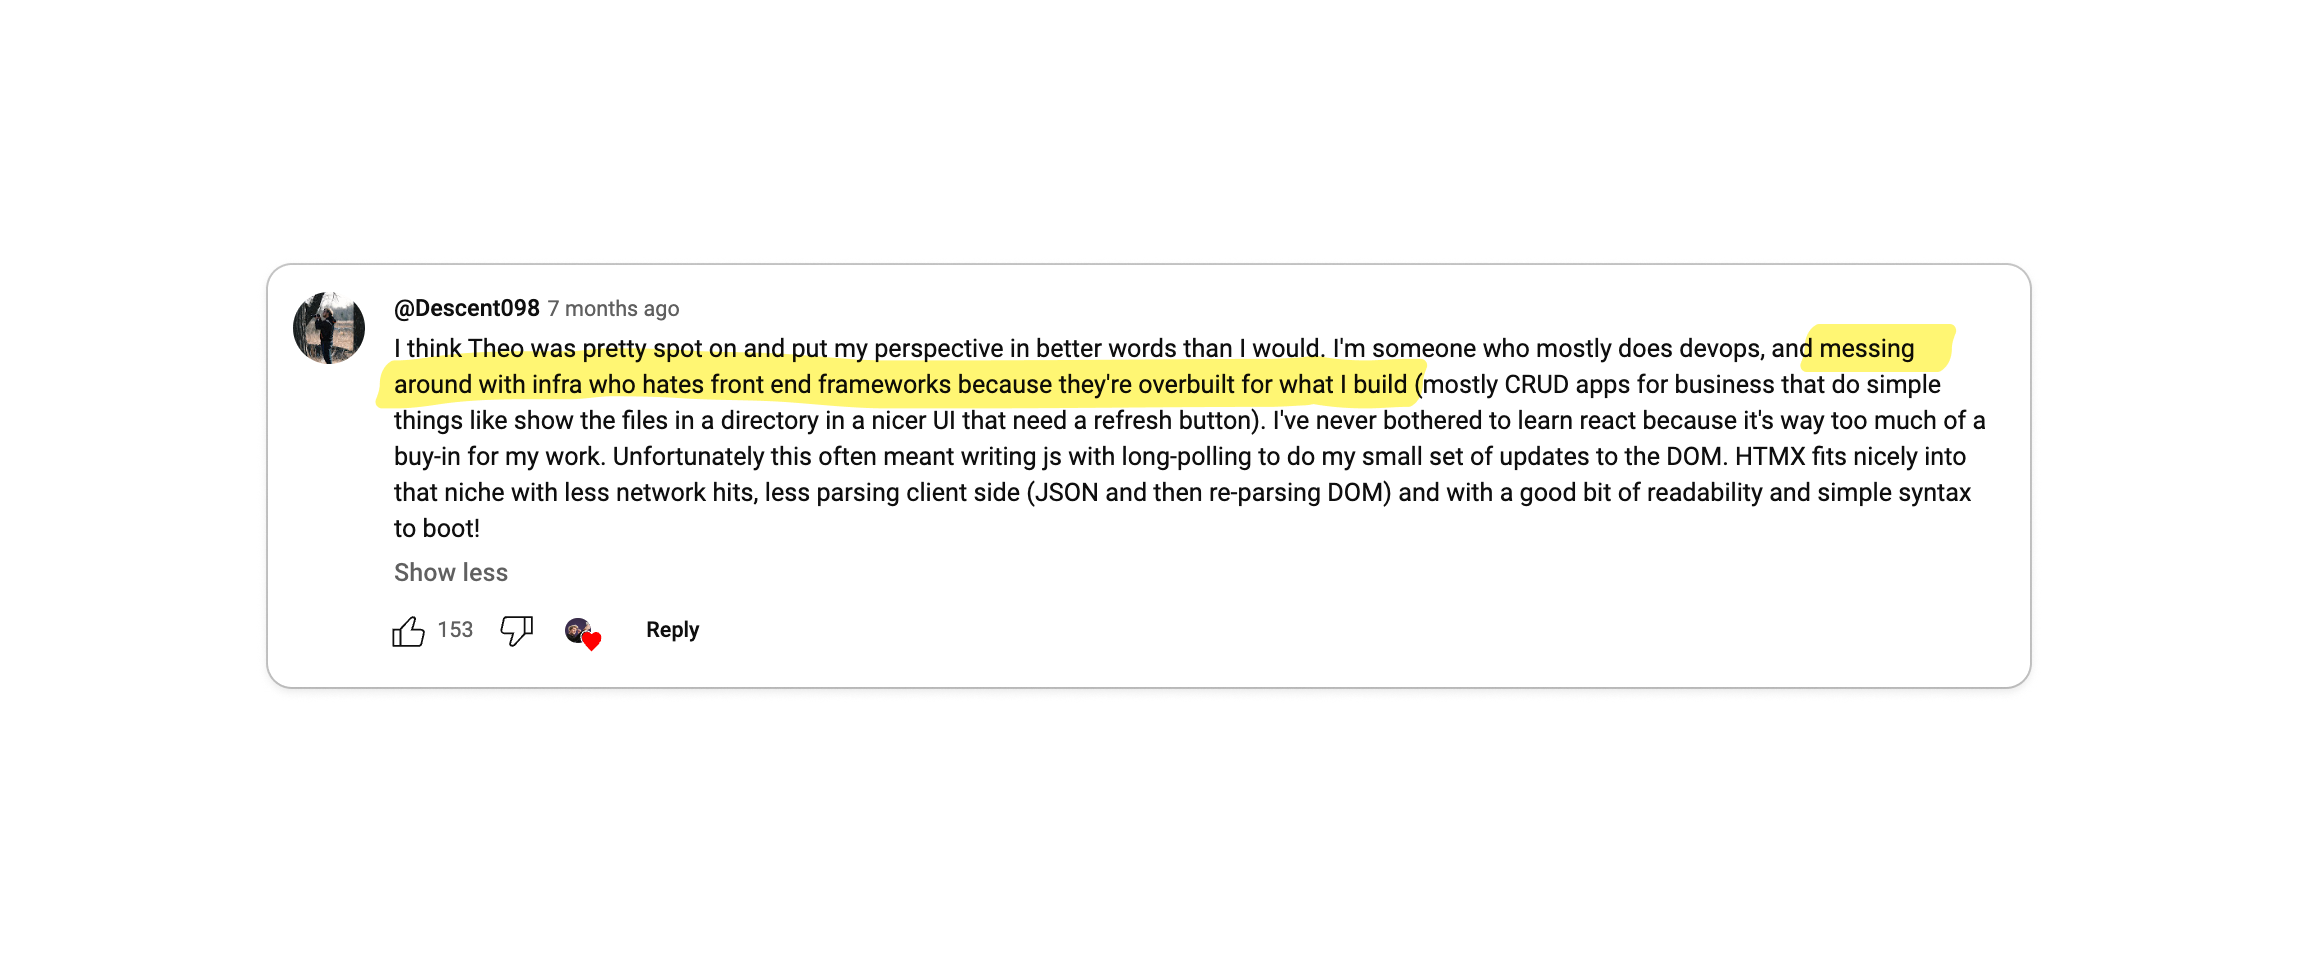 @Descent098 7 months ago
I think Theo was pretty spot on and put my perspective in better words than I would. I'm someone who mostly does devops, and messing
around with infra who hates front end frameworks because they're overbuilt for what I build (mostly CRUD apps for business that do simple
things like show the files in a directory in a nicer UI that need a refresh button). I've never bothered to learn react because it's way too much of a
buy-in for my work. Unfortunately this often meant writing js with long-polling to do my small set of updates to the DOM. HTMX fits nicely into
that niche with less network hits, less parsing client side (JSON and then re-parsing DOM) and with a good bit of readability and simple syntax
to boot!
Show less
153 Reply